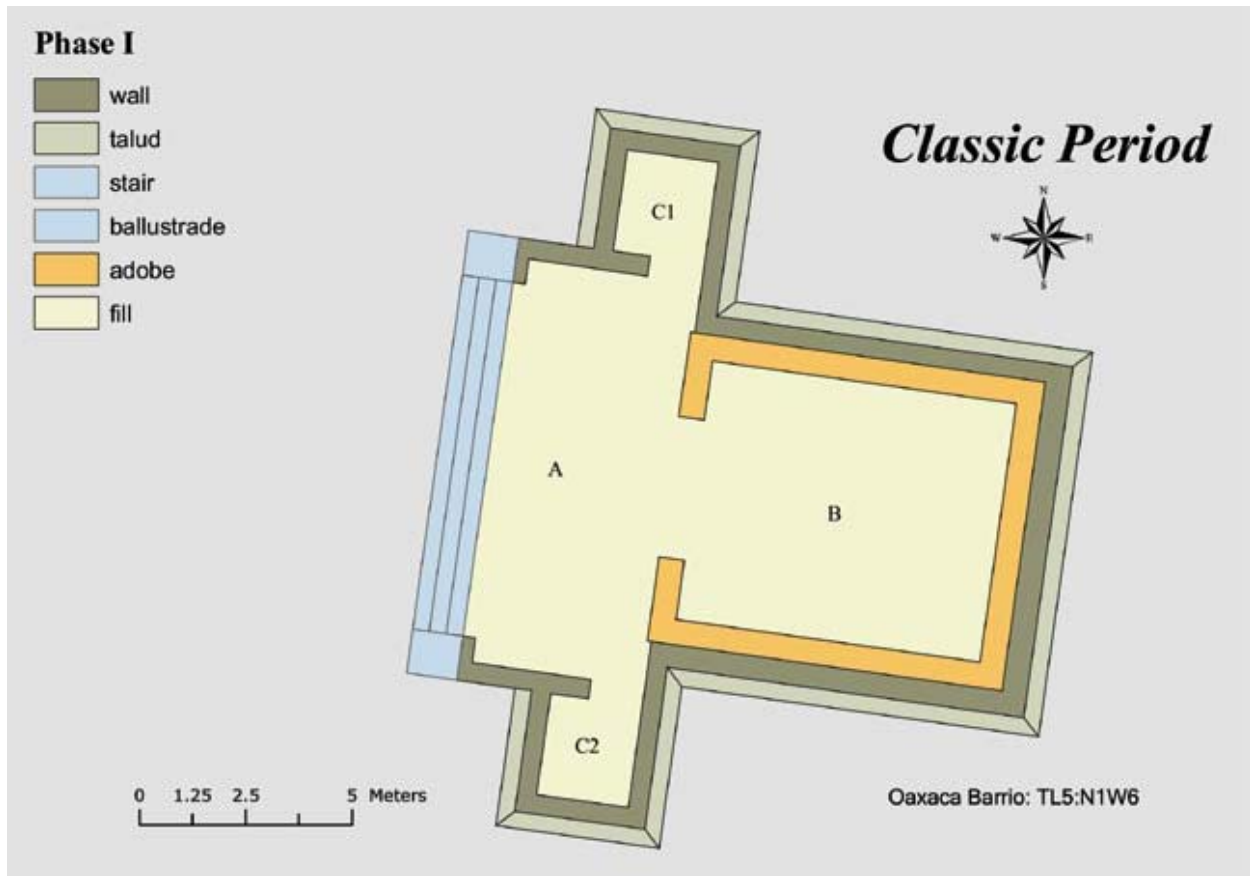 Phase I
wall
talud
stair
ballustrade
adobe
fill
Classic Period
N
W E
S
C1
A
B
C2
0 1.25 2.5 5 Meters
Oaxaca Barrio: TL5:N1W6